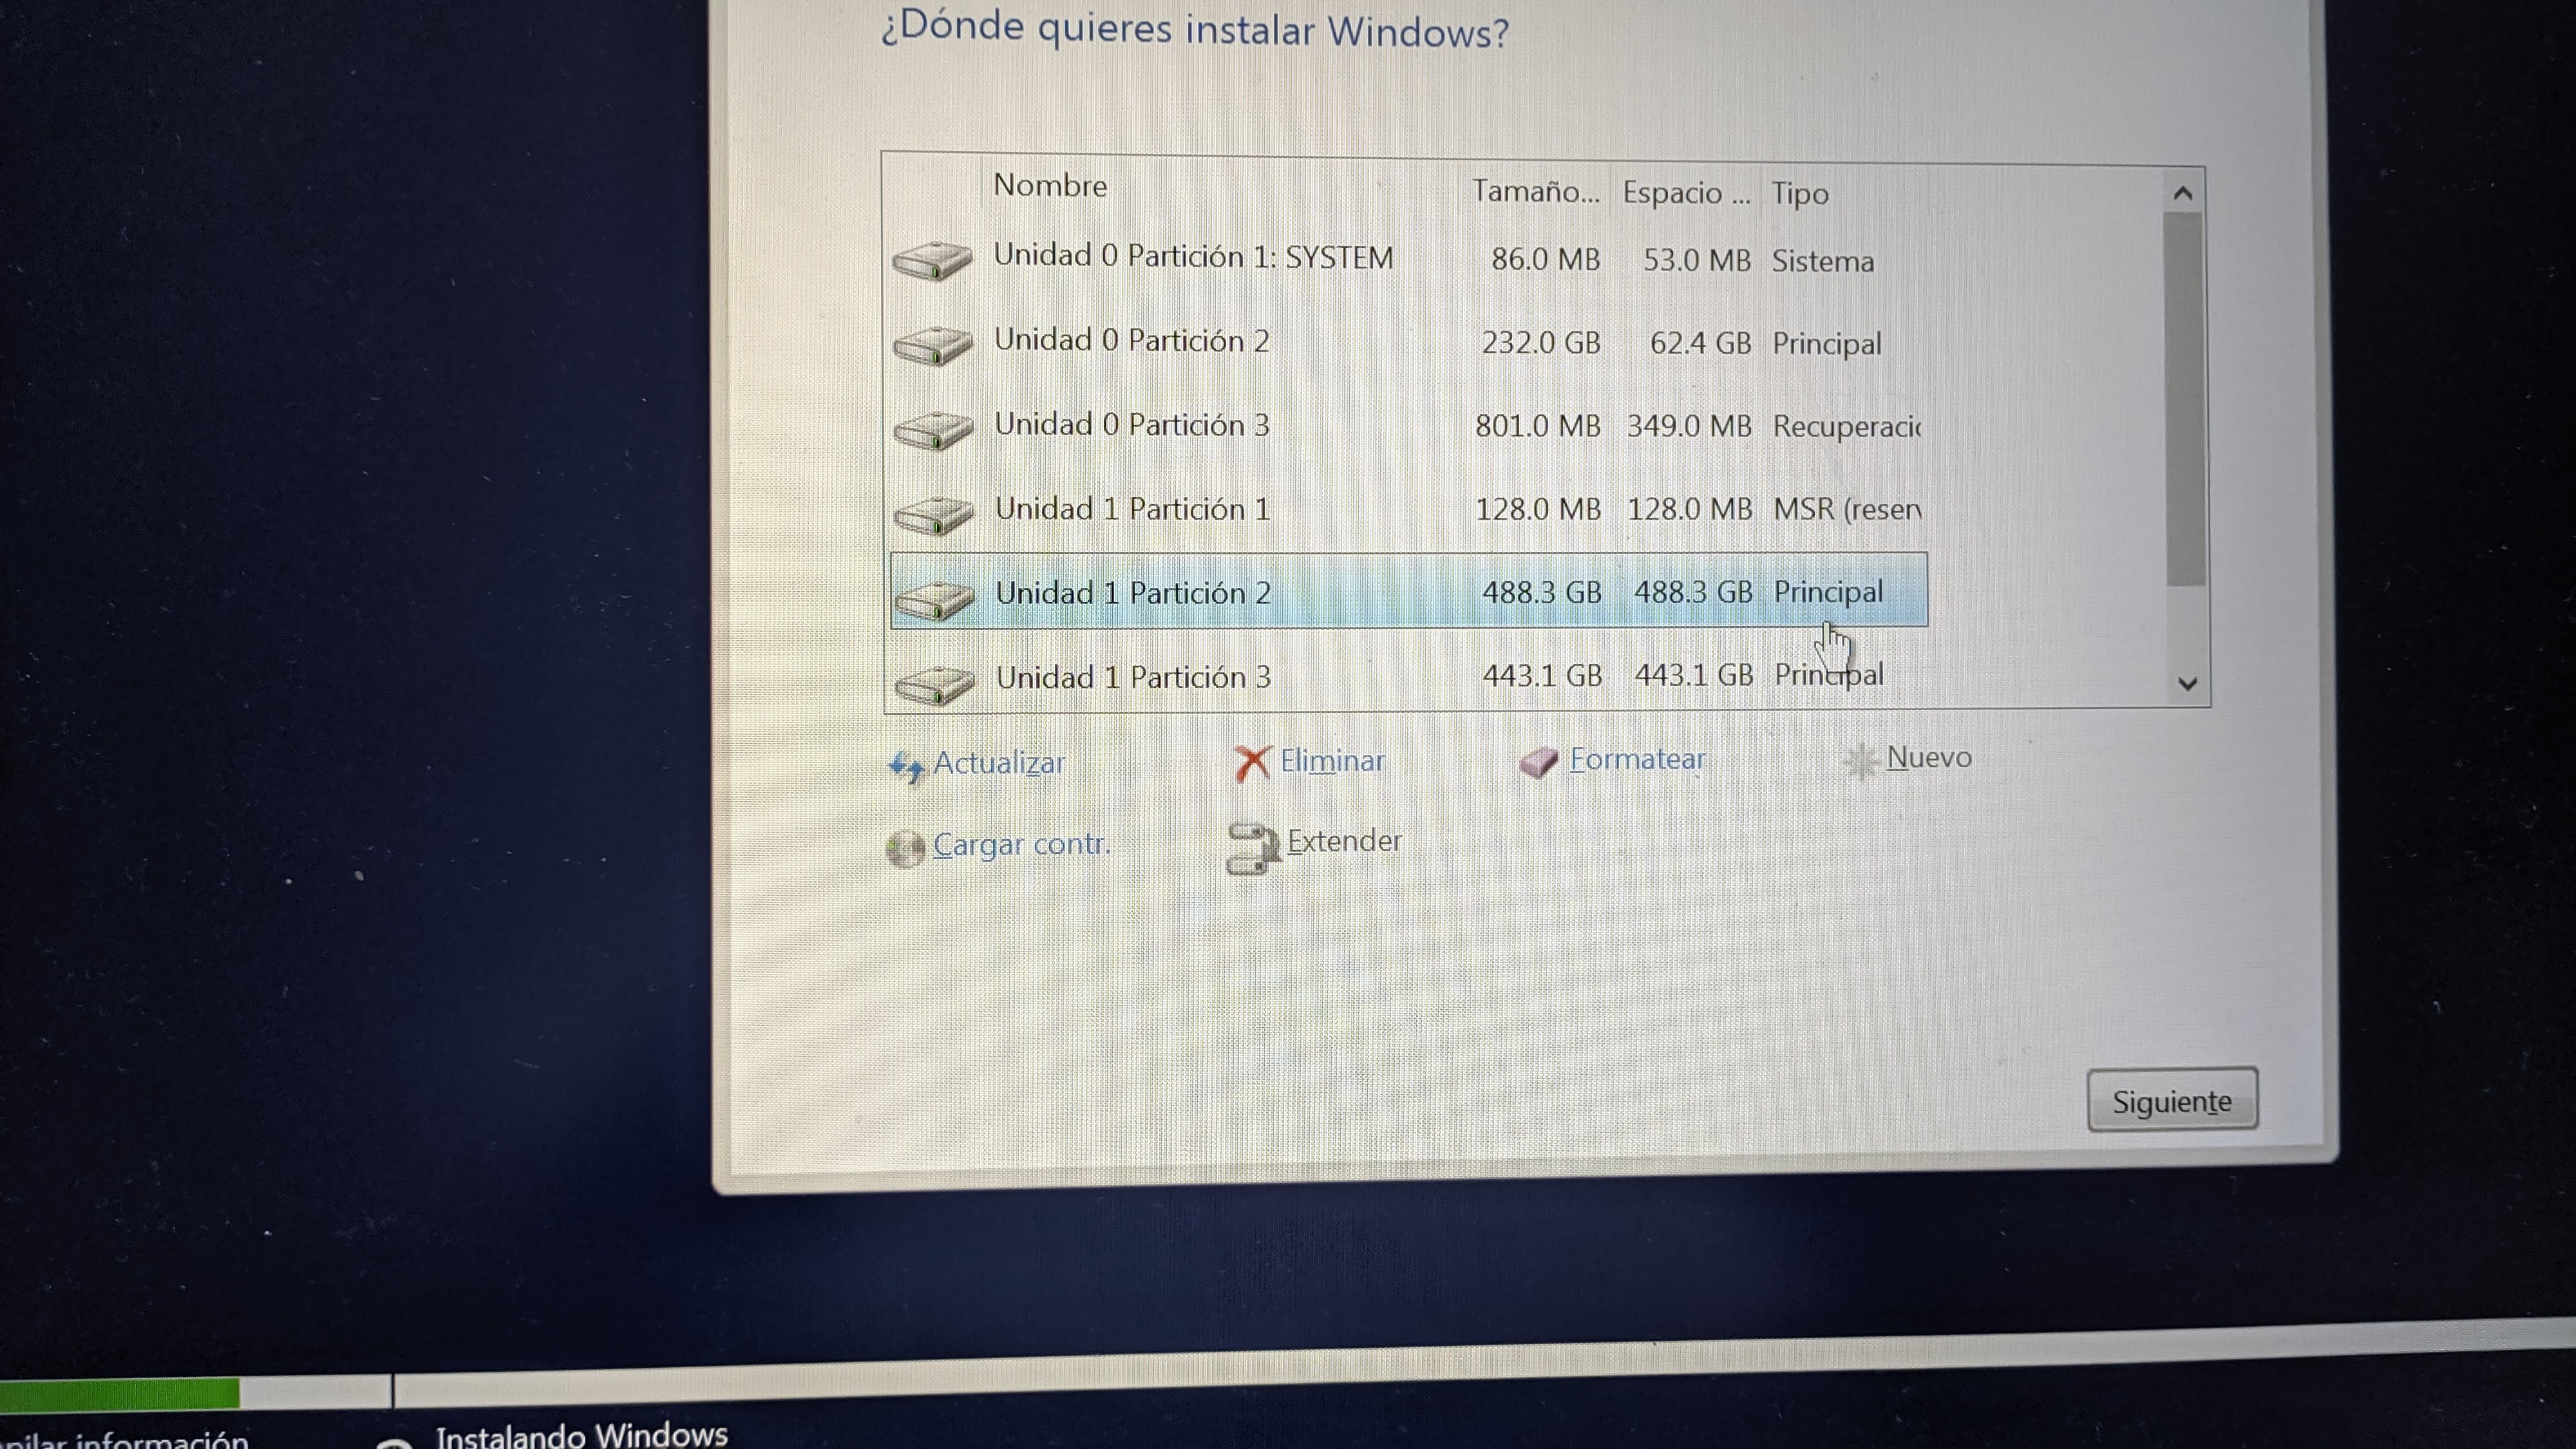 ¿Dónde quieres instalar Windows?
Nombre Tamaño... Espacio ... Tipo
Unidad 0 Partición 1: SYSTEM 86.0 MB 53.0 MB Sistema
Unidad 0 Partición 2 232.0 GB 62.4 GB Principal
Unidad 0 Partición 3 801.0 MB 349.0 MB Recuperació
Unidad 1 Partición 1 128.0 MB 128.0 MB MSR (reserv
Unidad 1 Partición 2 488.3 GB 488.3 GB Principal
Unidad 1 Partición 3 443.1 GB 443.1 GB Principal
Actualizar Eliminar Formatear Nuevo
Cargar contr. Extender
Siguiente
pilar información Instalando Windows